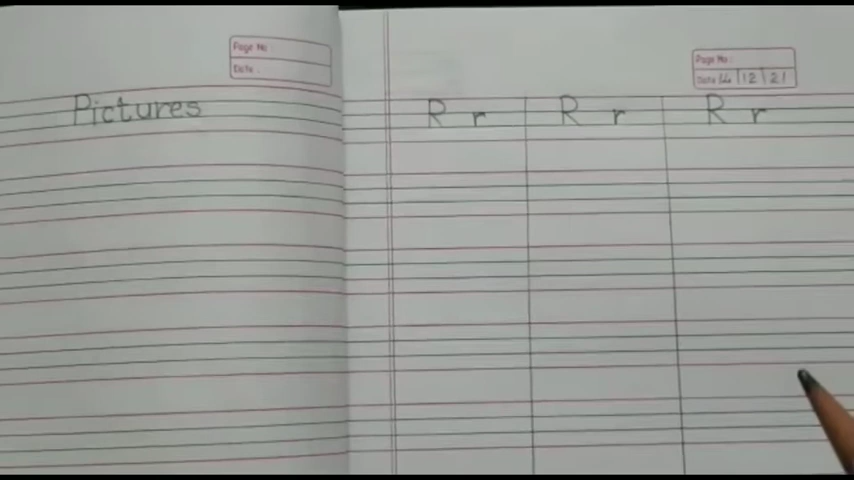 Page No :
Date :
Pictures
Page No :
Date 14 12 21
R r R r R r